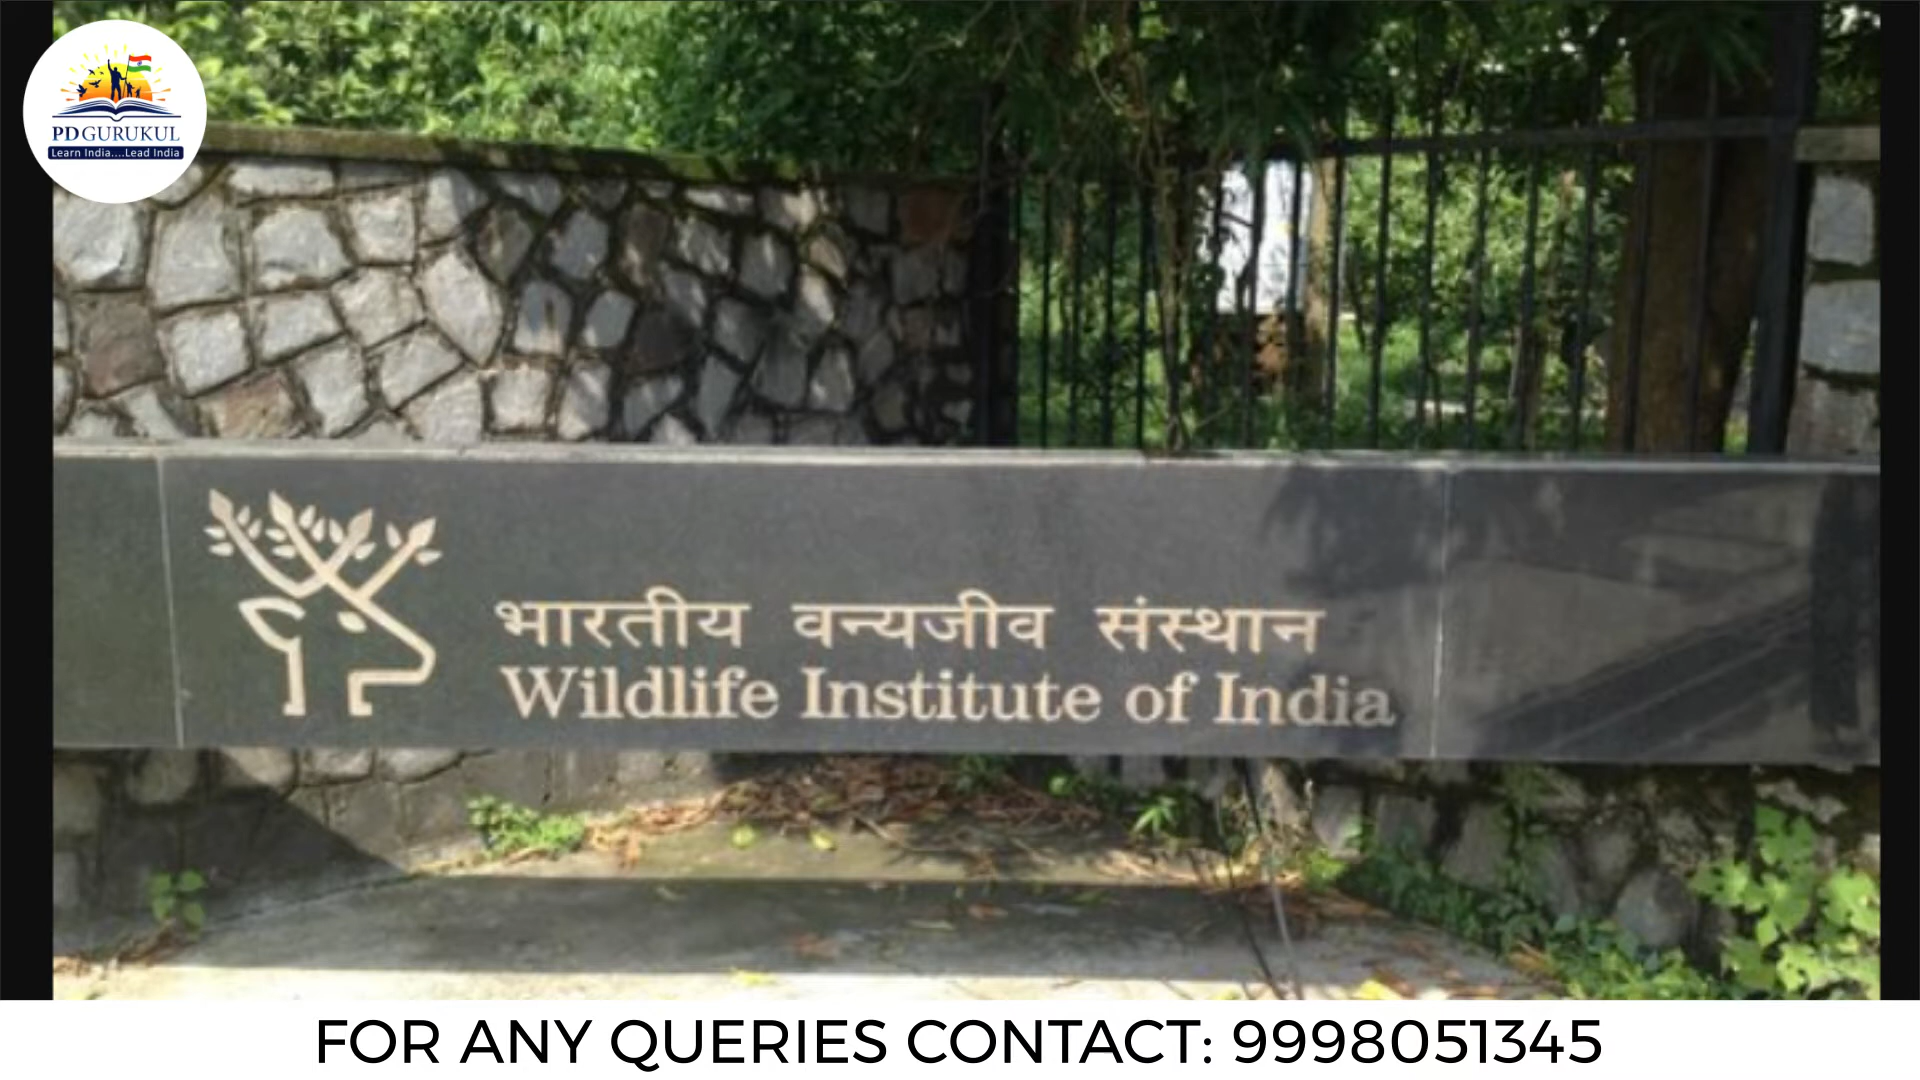 PDGURUKUL
Learn India....Lead India
भारतीय वन्यजीव संस्थान
Wildlife Institute of India
FOR ANY QUERIES CONTACT: 9998051345